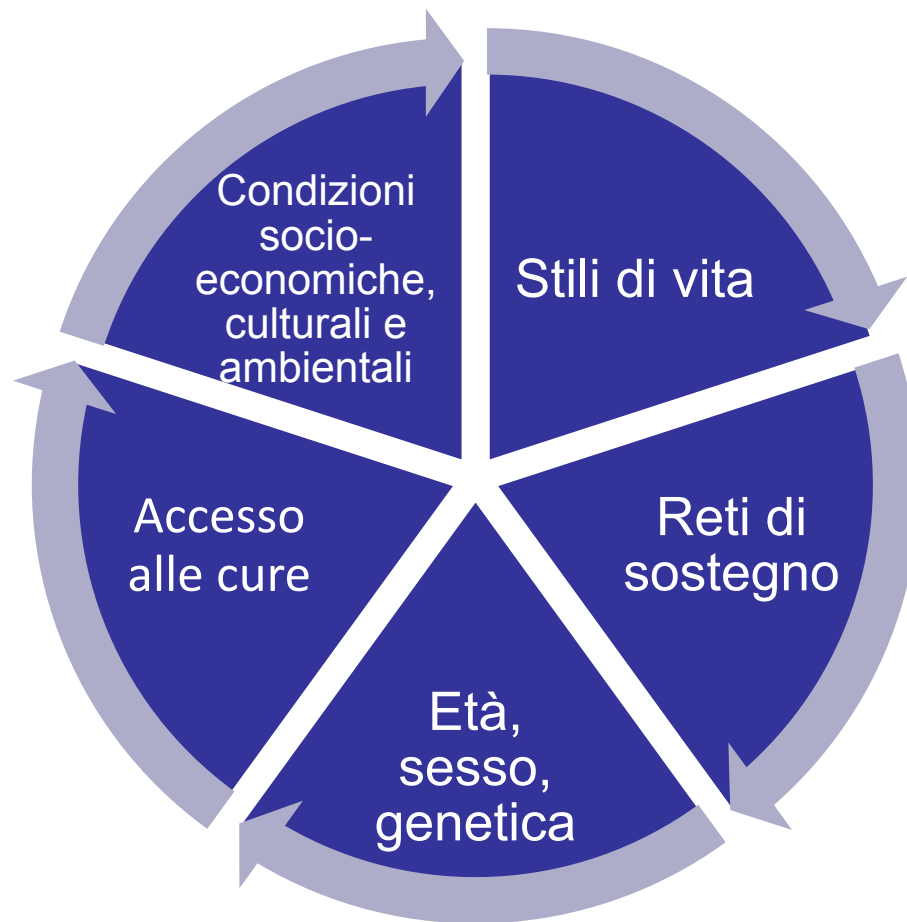 Condizioni
socio-
economiche,
culturali e
ambientali
Stili di vita
Reti di
sostegno
Età,
sesso,
genetica
Accesso
alle cure